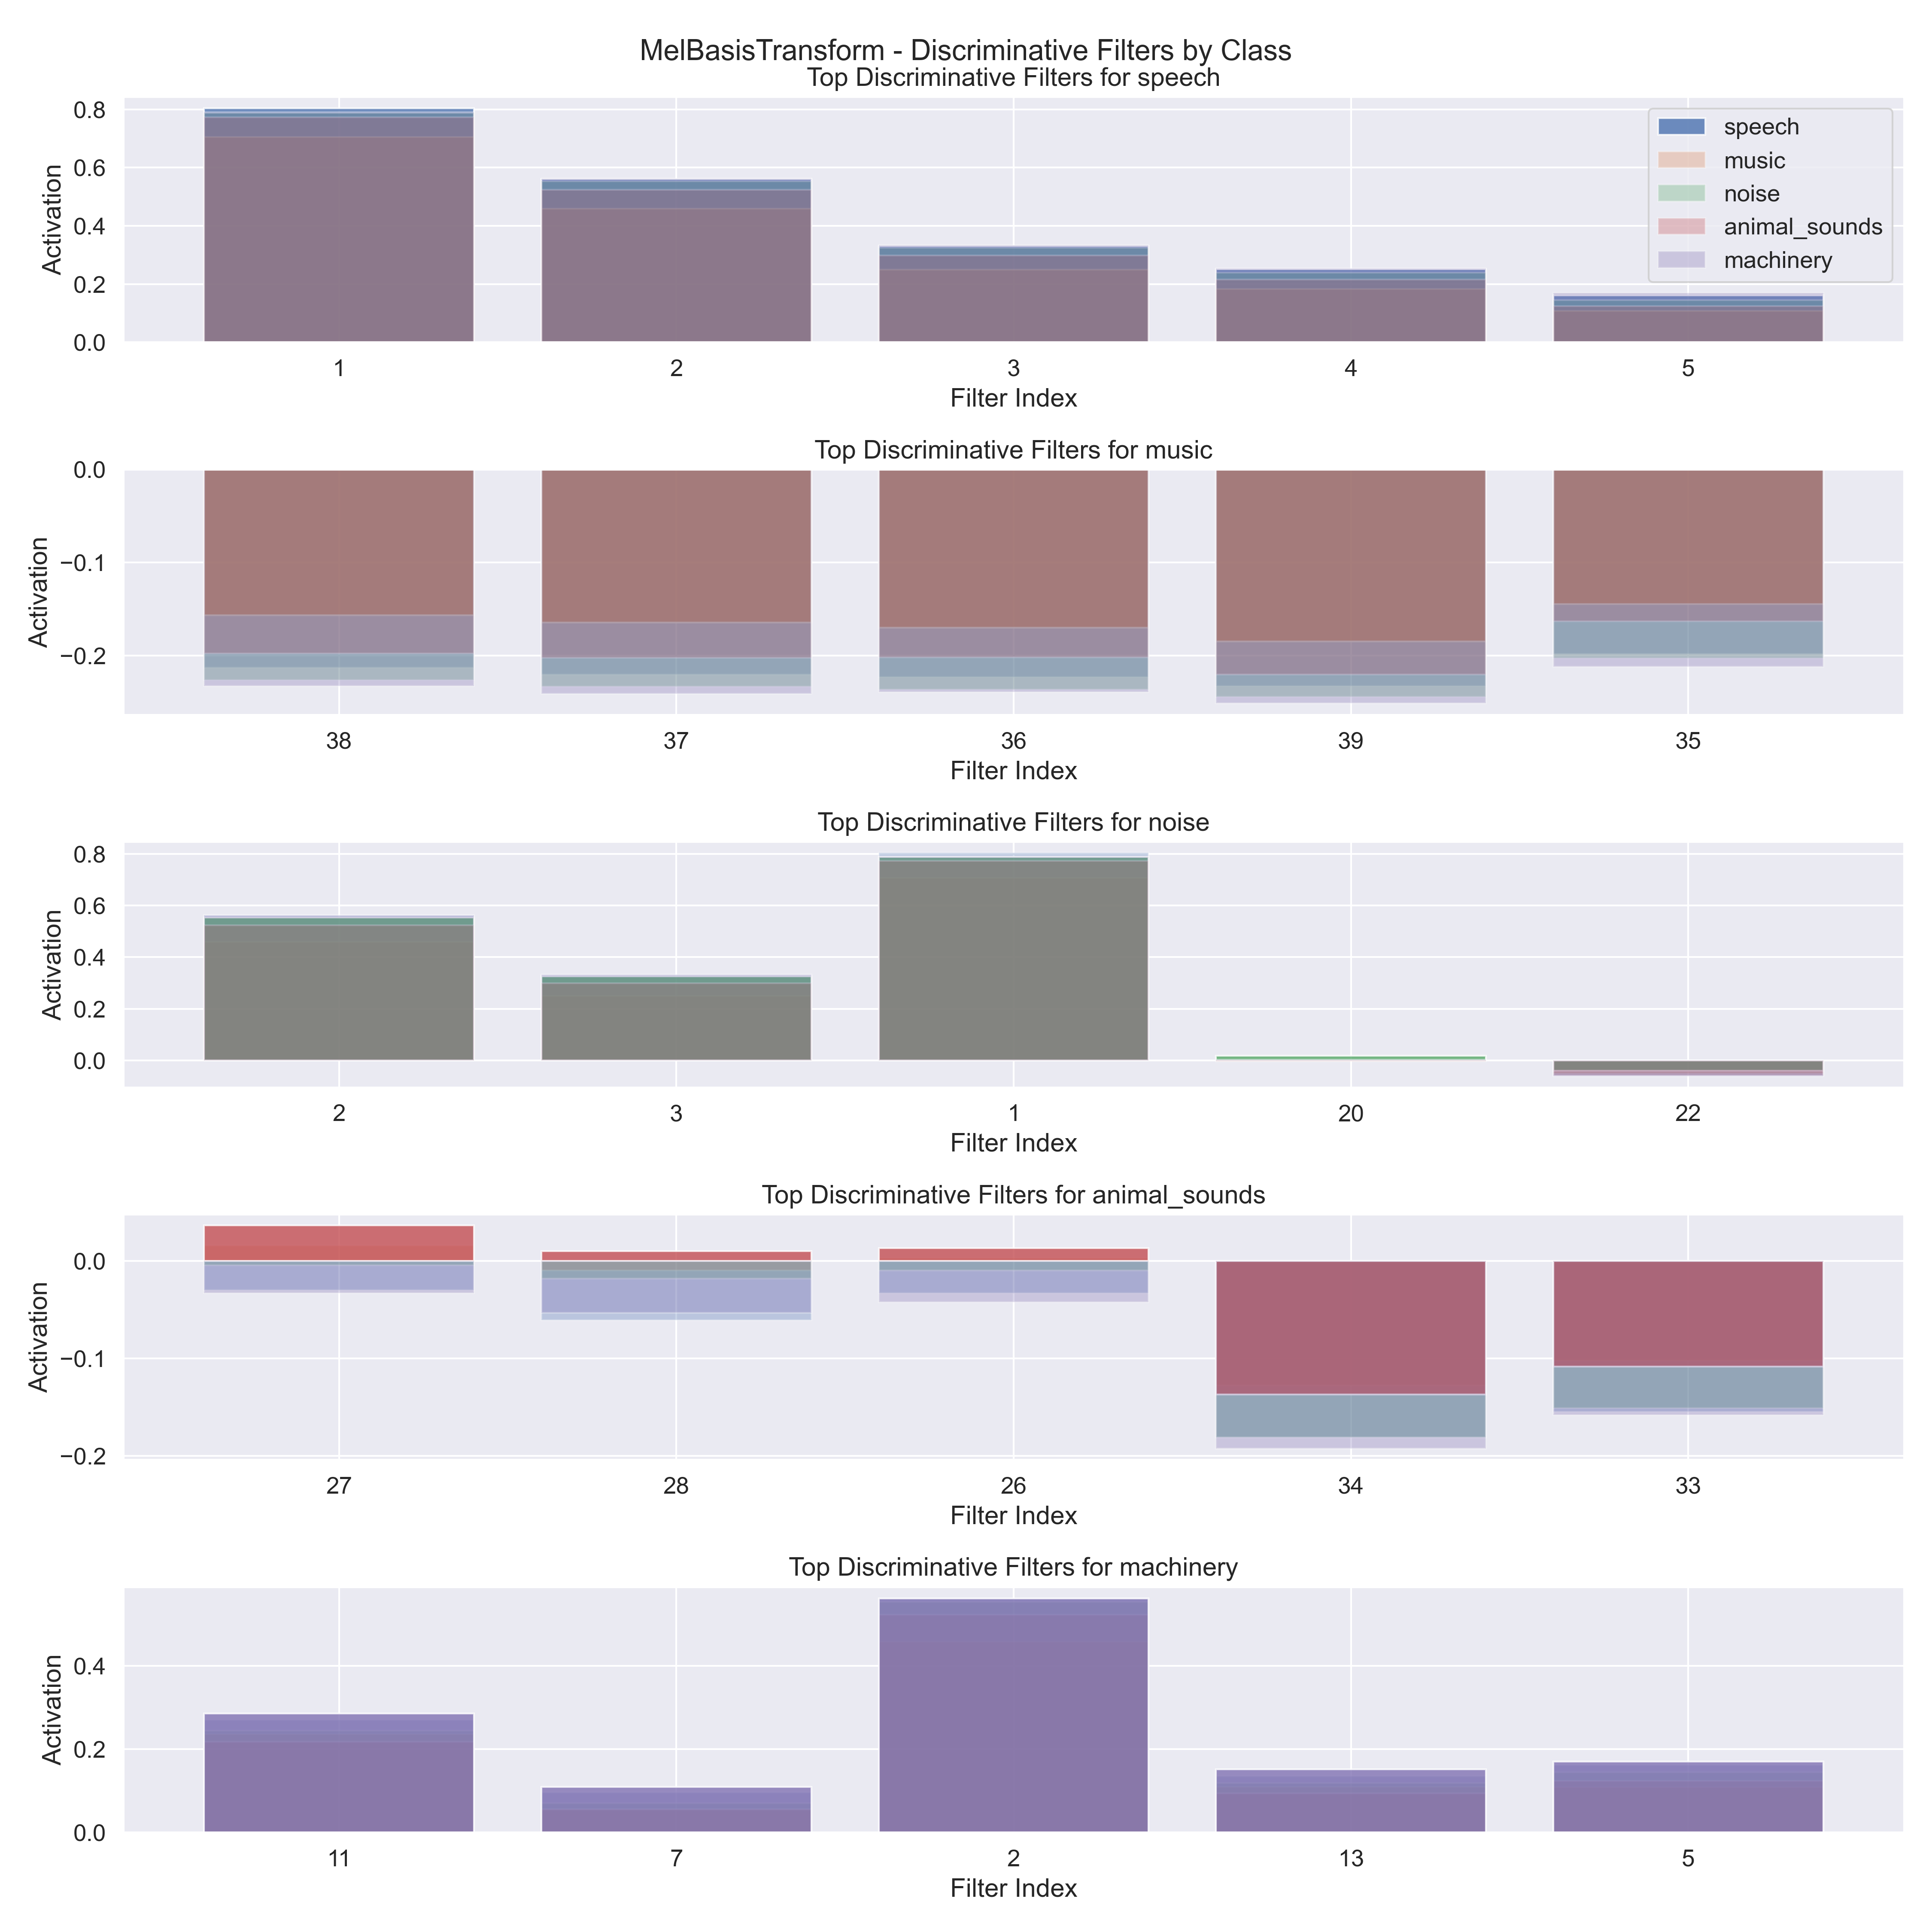 MelBasisTransform - Discriminative Filters by Class
Top Discriminative Filters for speech
Activation
0.8
0.6
0.4
0.2
0.0
speech
music
noise
animal_sounds
machinery
1 2 3 4 5
Filter Index
Top Discriminative Filters for music
Activation
0.0
−0.1
−0.2
38 37 36 39 35
Filter Index
Top Discriminative Filters for noise
Activation
0.8
0.6
0.4
0.2
0.0
2 3 1 20 22
Filter Index
Top Discriminative Filters for animal_sounds
Activation
0.0
−0.1
−0.2
27 28 26 34 33
Filter Index
Top Discriminative Filters for machinery
Activation
0.4
0.2
0.0
11 7 2 13 5
Filter Index